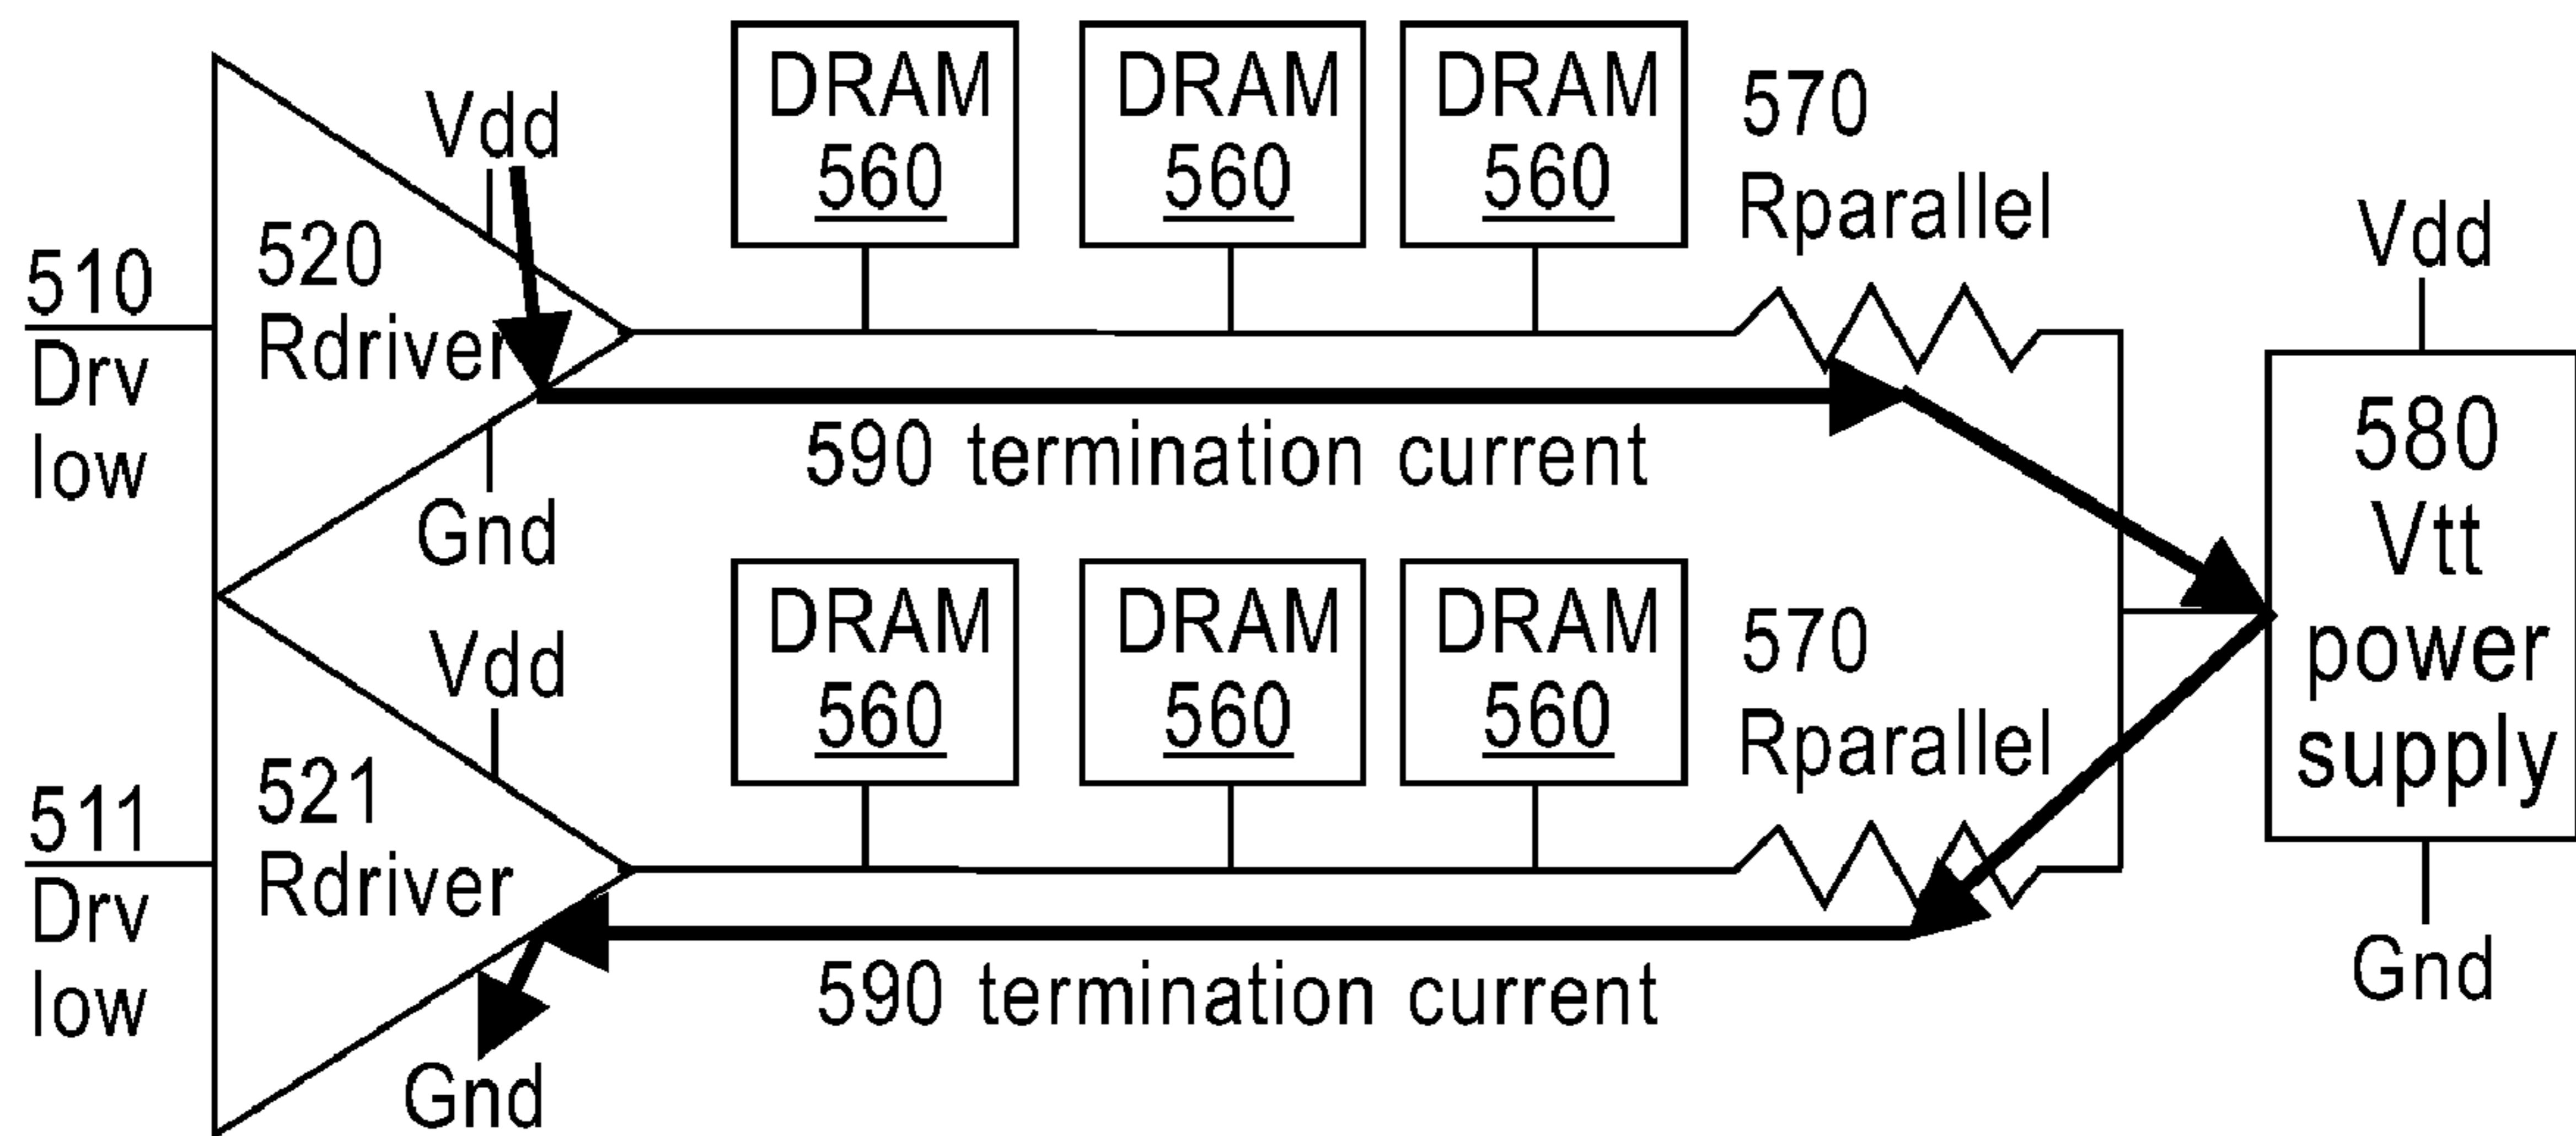 DRAM
560
DRAM
560
DRAM
560
570
Rparallel
Vdd
Vdd
510
Drv
low
520
Rdriver
590 termination current
Gnd
580
Vtt
power
supply
Gnd
DRAM
560
DRAM
560
DRAM
560
570
Rparallel
Vdd
511
Drv
low
521
Rdriver
590 termination current
Gnd